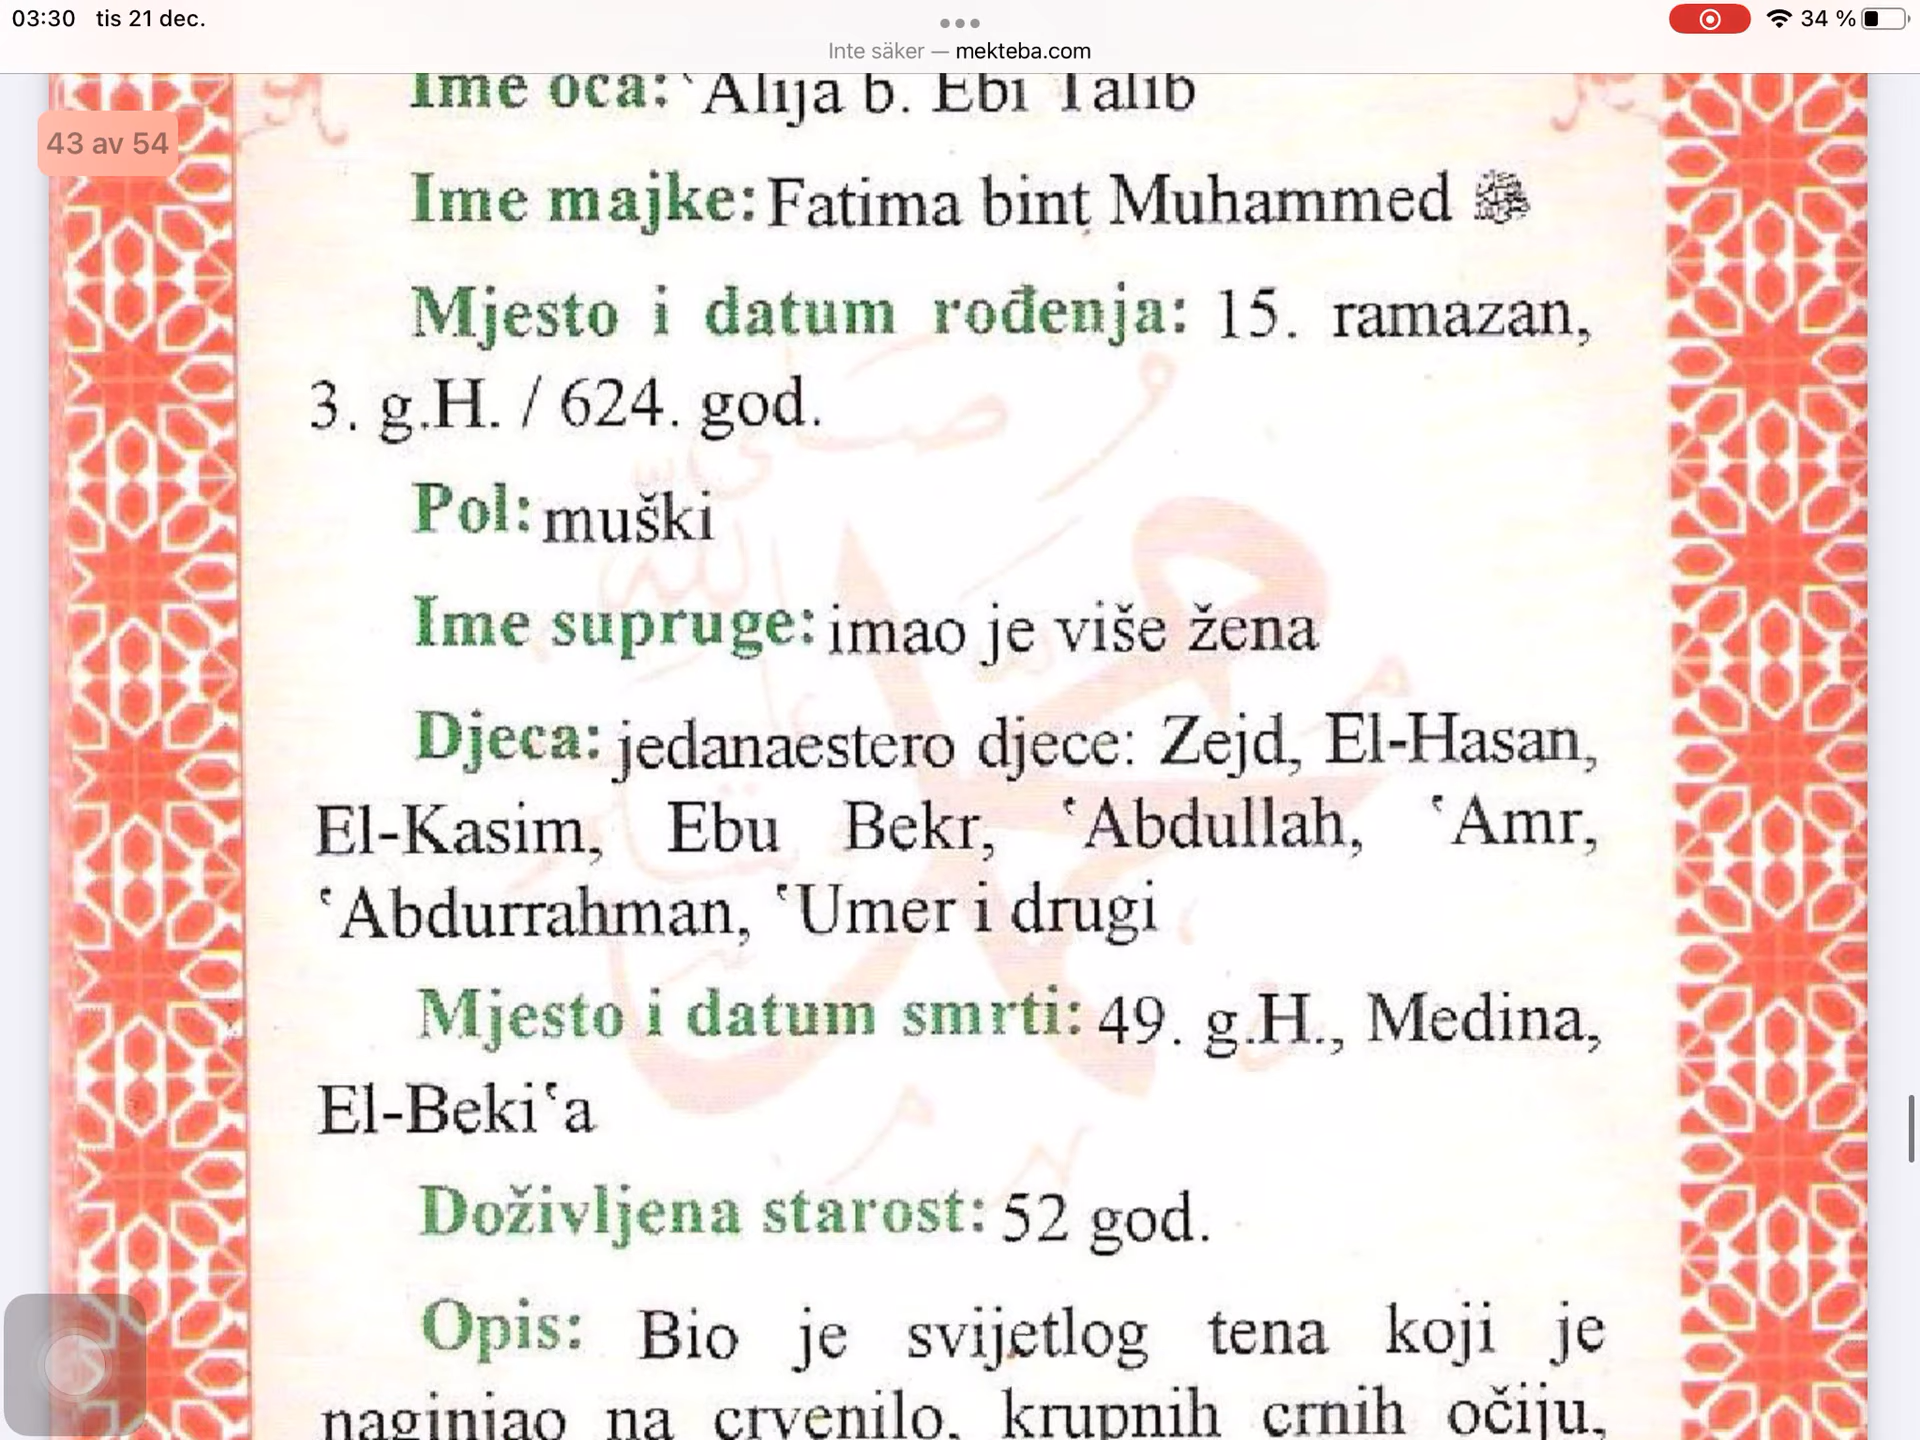 03:30 tis 21 dec.
34 %
Inte säker — mekteba.com
43 av 54
Ime oca: ʿAlija b. Ebi Talib
Ime majke: Fatima bint Muhammed ﷺ
Mjesto i datum rođenja: 15. ramazan,
3. g.H. / 624. god.
Pol: muški
Ime supruge: imao je više žena
Djeca: jedanaestero djece: Zejd, El-Hasan,
El-Kasim, Ebu Bekr, ʿAbdullah, ʿAmr,
ʿAbdurrahman, ʿUmer i drugi
Mjesto i datum smrti: 49. g.H., Medina,
El-Bekiʿa
Doživljena starost: 52 god.
Opis: Bio je svijetlog tena koji je
naginjao na crvenilo, krupnih crnih očiju,